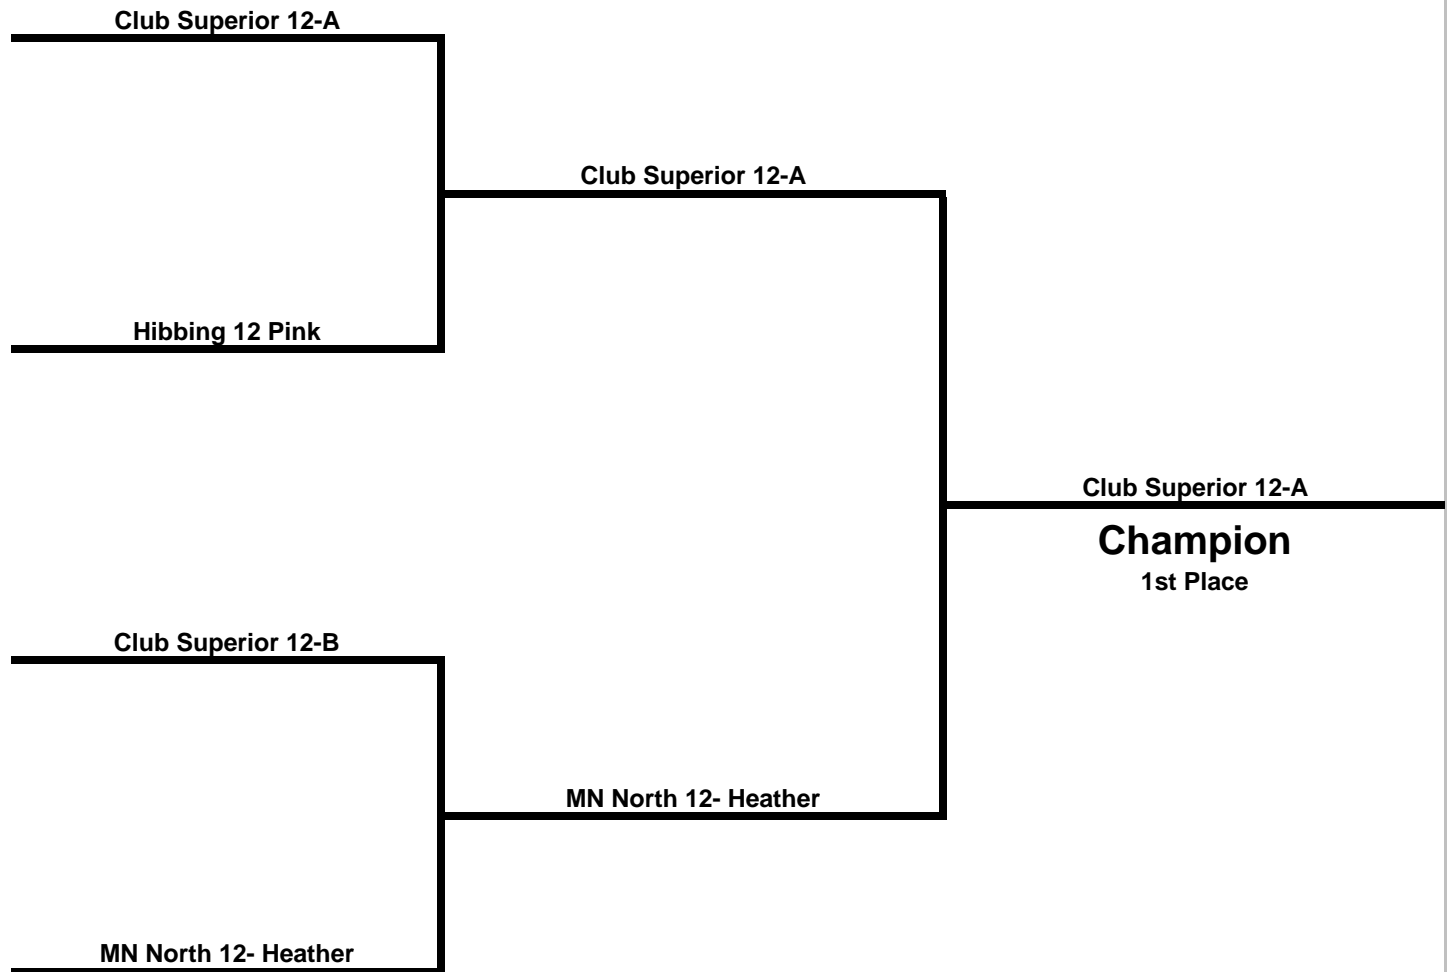 Club Superior 12-A
Club Superior 12-A
Hibbing 12 Pink
Club Superior 12-A
Champion
1st Place
Club Superior 12-B
MN North 12- Heather
MN North 12- Heather